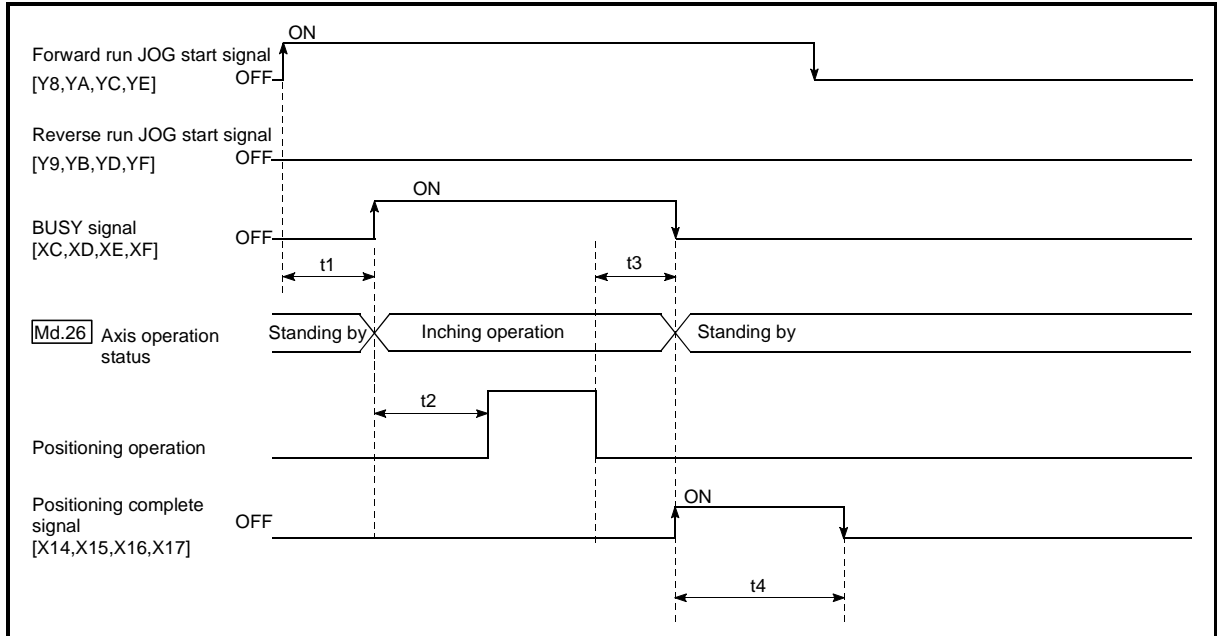 ON
Forward run JOG start signal
[Y8,YA,YC,YE] OFF
Reverse run JOG start signal
[Y9,YB,YD,YF] OFF
ON
BUSY signal
[XC,XD,XE,XF] OFF
t1 t3
Md.26 Axis operation status
Standing by Inching operation Standing by
t2
Positioning operation
ON
Positioning complete
signal OFF
[X14,X15,X16,X17]
t4